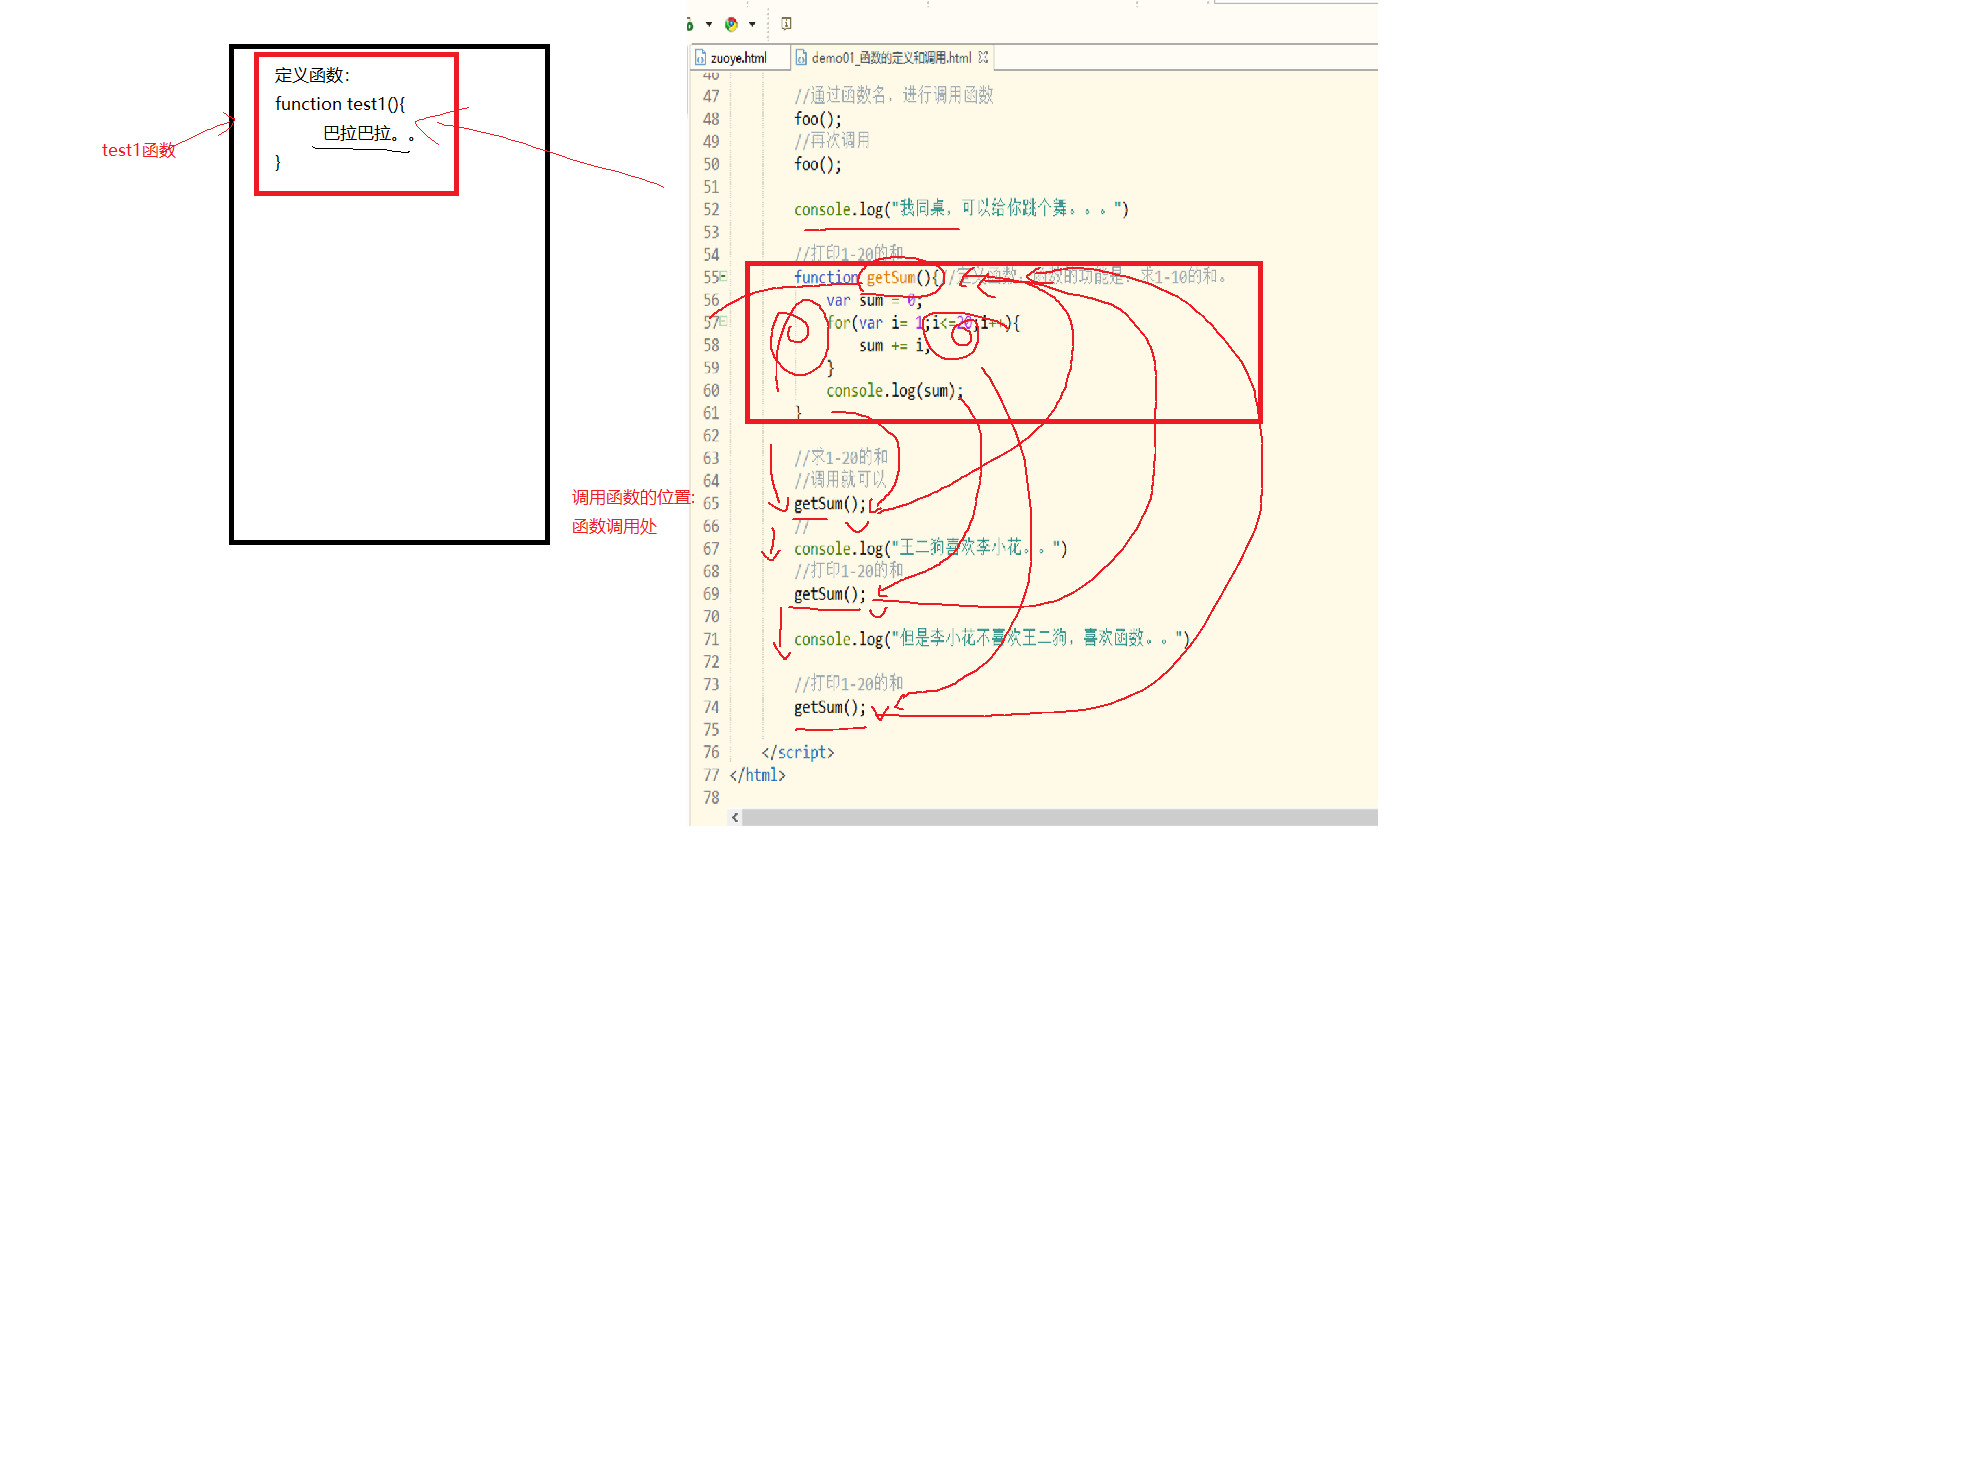 定义函数：
function test1(){
巴拉巴拉。。
}
test1函数
调用函数的位置:
函数调用处
zuoye.html
demo01_函数的定义和调用.html
46
47 //通过函数名，进行调用函数
48 foo();
49 //再次调用
50 foo();
51
52 console.log("我同桌，可以给你跳个舞。。。")
53
54 //打印1-20的和
55 function getSum(){//定义函数：函数的功能是：求1-10的和。
56 var sum = 0;
57 for(var i= 1;i<=20;i++){
58 sum += i;
59 }
60 console.log(sum);
61 }
62
63 //求1-20的和
64 //调用就可以
65 getSum();
66 //
67 console.log("王二狗喜欢李小花。。")
68 //打印1-20的和
69 getSum();
70
71 console.log("但是李小花不喜欢王二狗，喜欢函数。。")
72
73 //打印1-20的和
74 getSum();
75
76 </script>
77 </html>
78